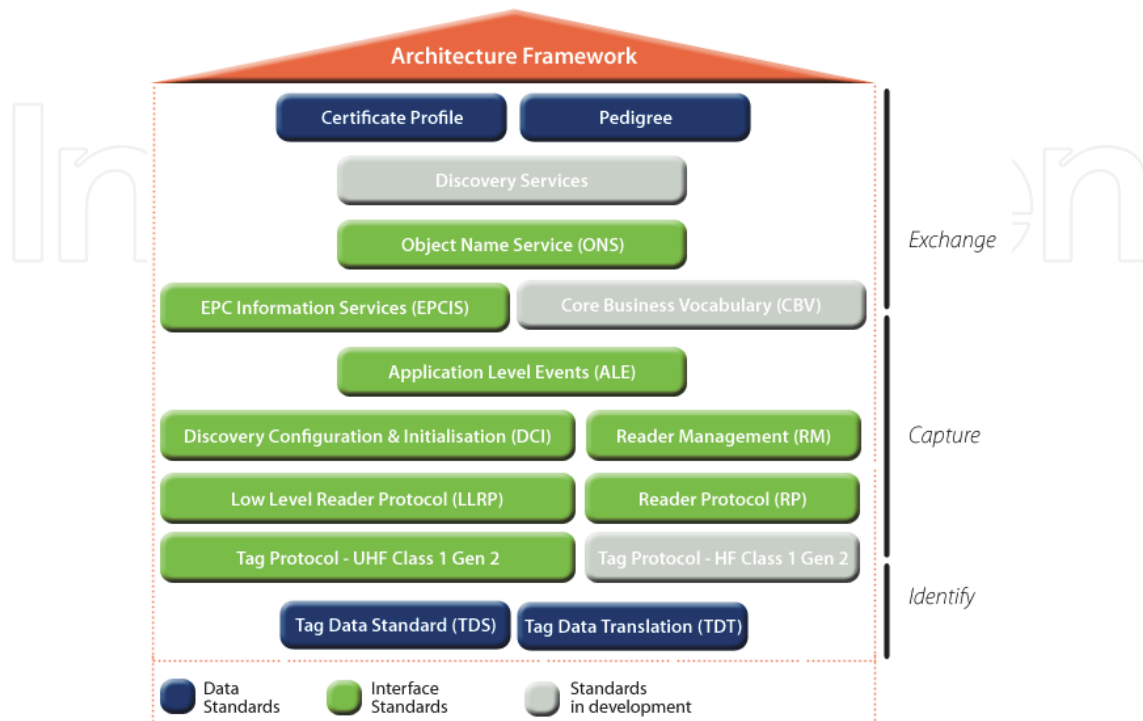 Architecture Framework
Certificate Profile
Pedigree
Discovery Services
Object Name Service (ONS)
Exchange
EPC Information Services (EPCIS)
Core Business Vocabulary (CBV)
Application Level Events (ALE)
Discovery Configuration & Initialisation (DCI)
Reader Management (RM)
Capture
Low Level Reader Protocol (LLRP)
Reader Protocol (RP)
Tag Protocol - UHF Class 1 Gen 2
Tag Protocol - HF Class 1 Gen 2
Identify
Tag Data Standard (TDS)
Tag Data Translation (TDT)
Data
Standards
Interface
Standards
Standards
in development